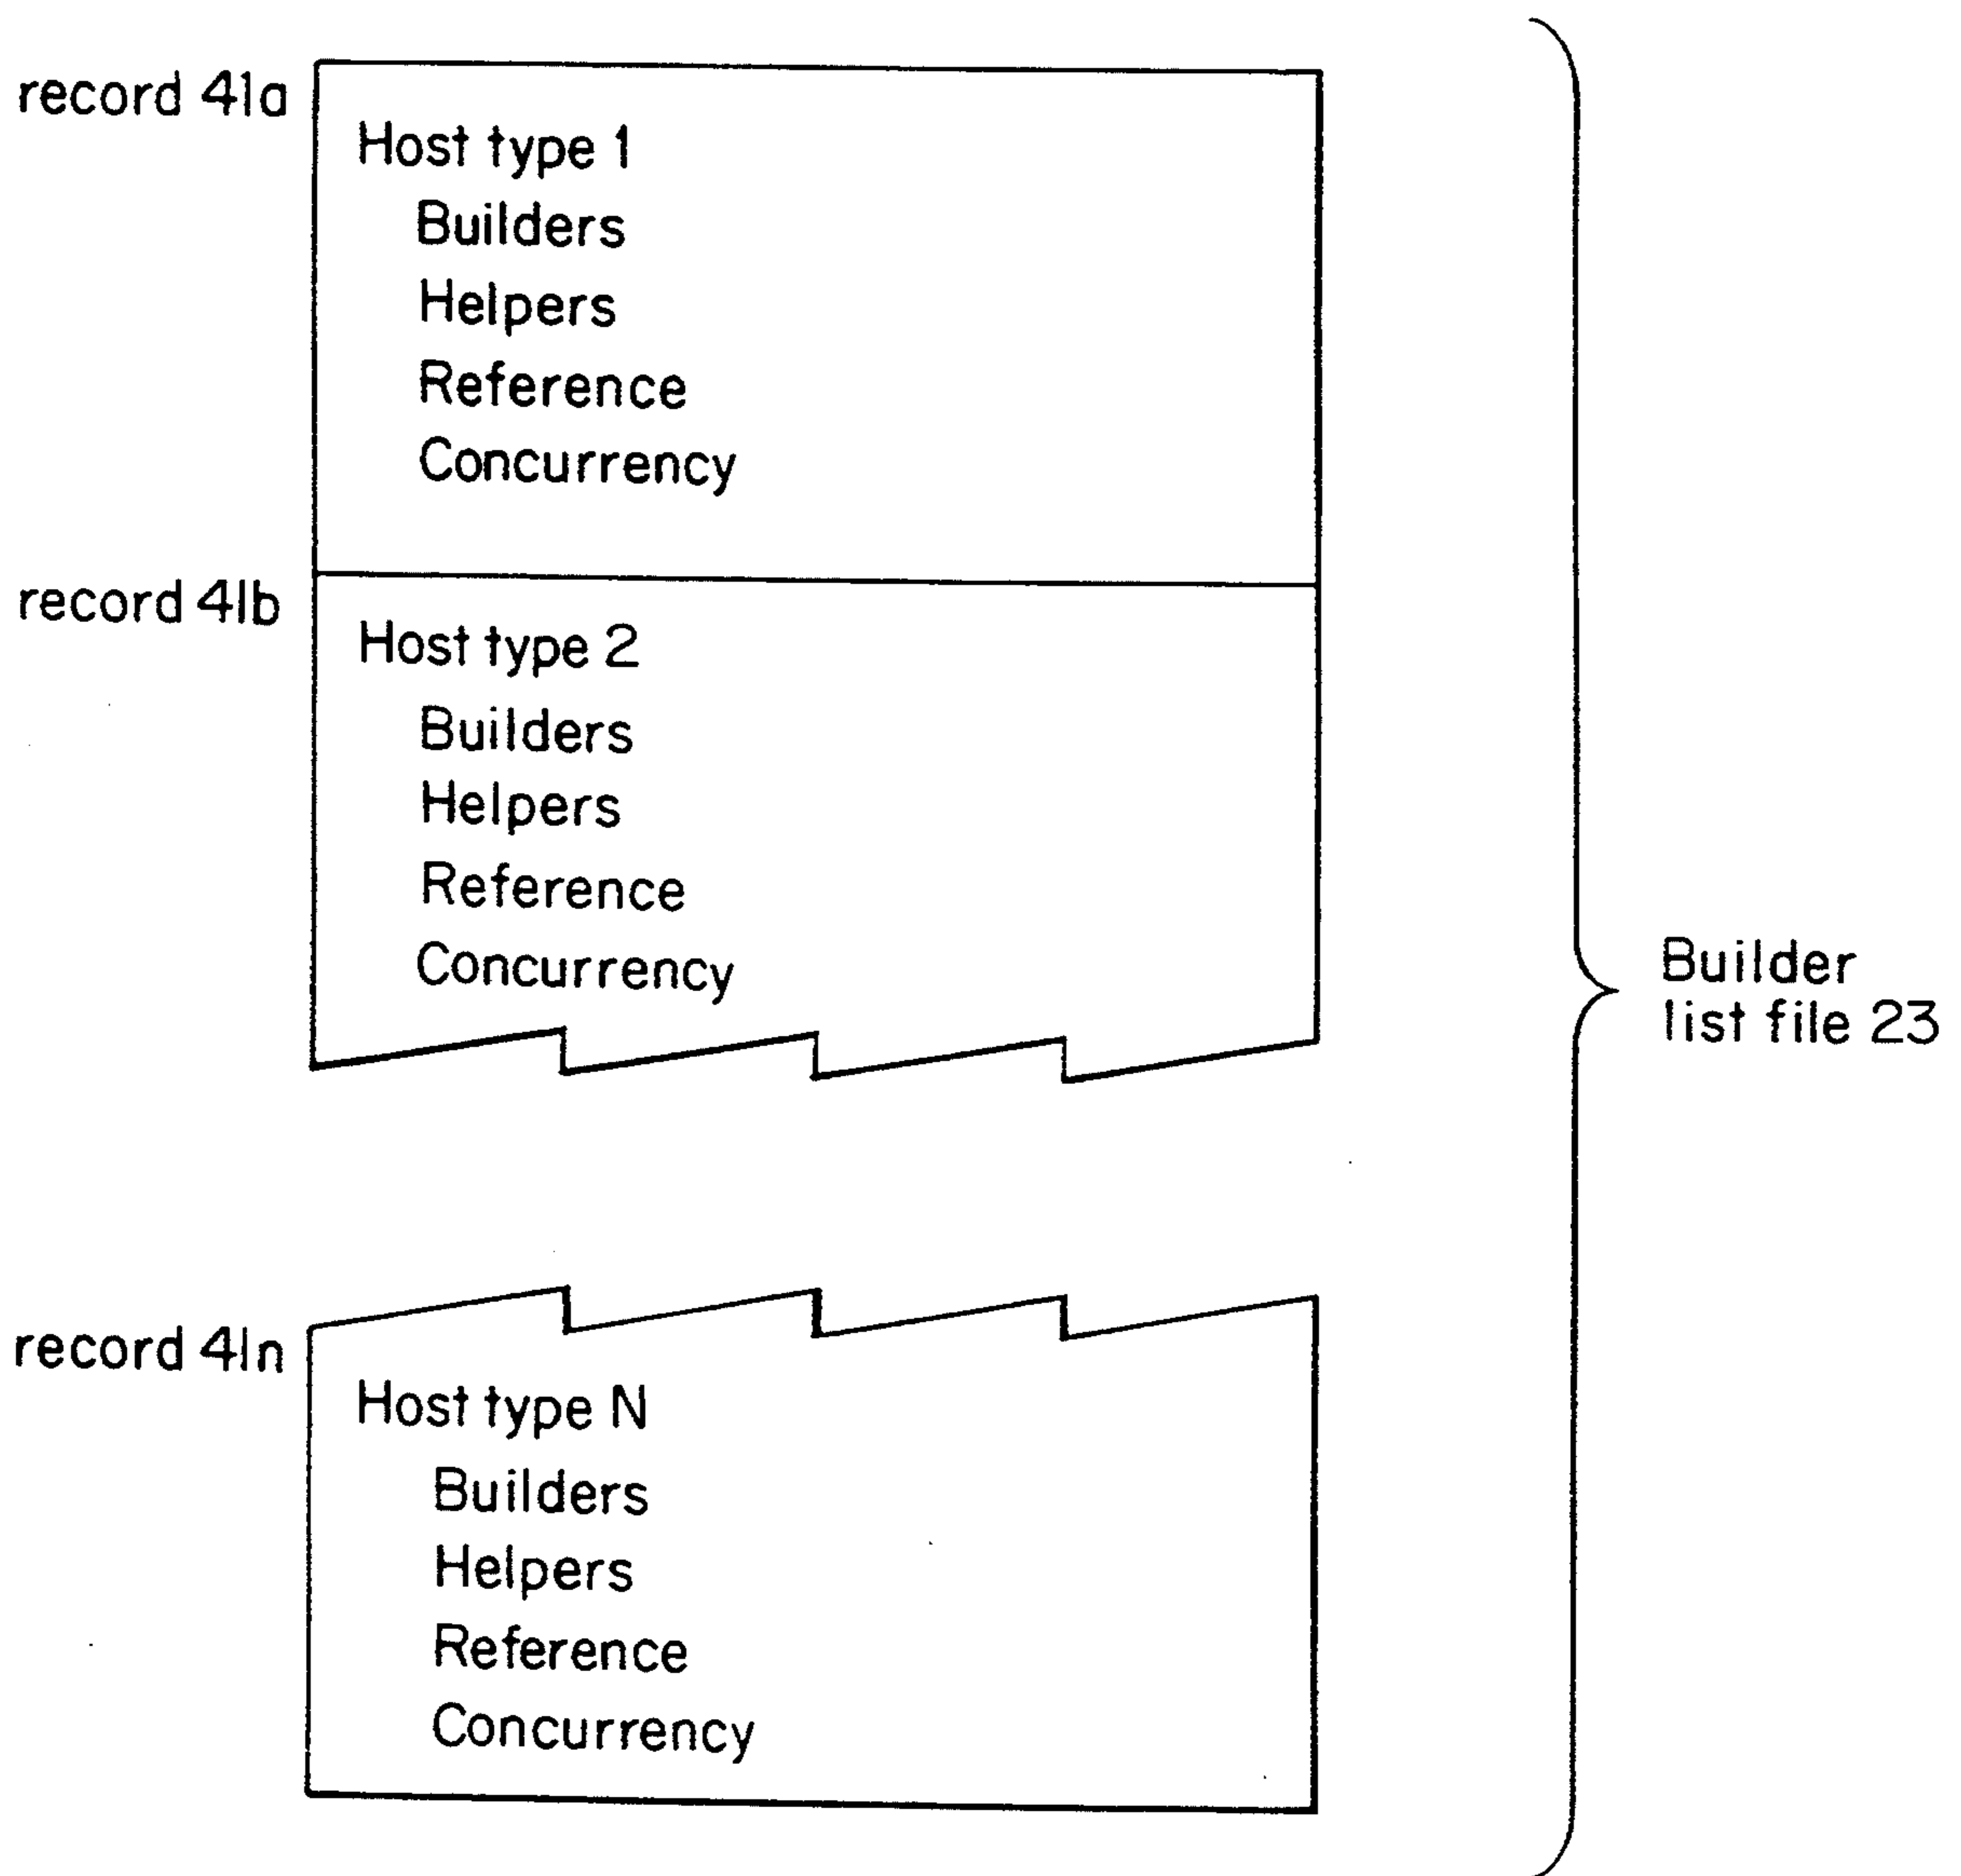 record 41a
Host type 1
Builders
Helpers
Reference
Concurrency
record 41b
Host type 2
Builders
Helpers
Reference
Concurrency
Builder
list file 23
record 41n
Host type N
Builders
Helpers
Reference
Concurrency